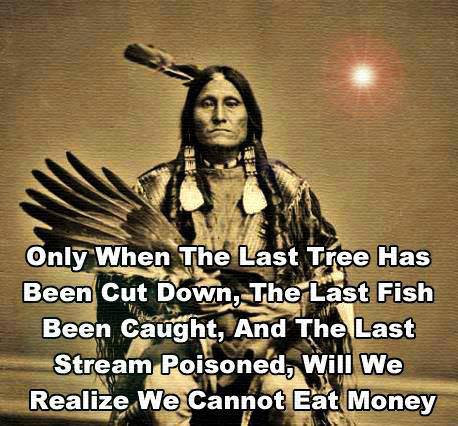 Only When The Last Tree Has
Been Cut Down, The Last Fish
Been Caught, And The Last
Stream Poisoned, Will We
Realize We Cannot Eat Money